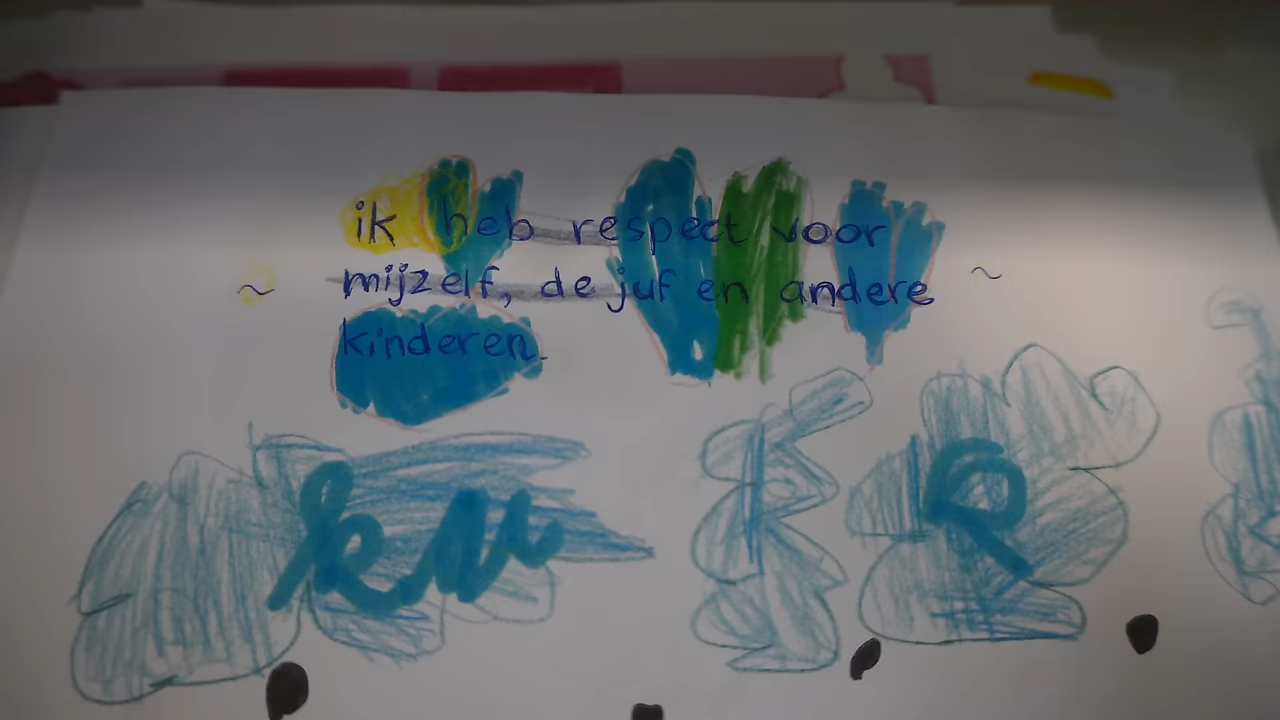 ik heb respect voor
~ mijzelf, de juf en andere ~
kinderen.